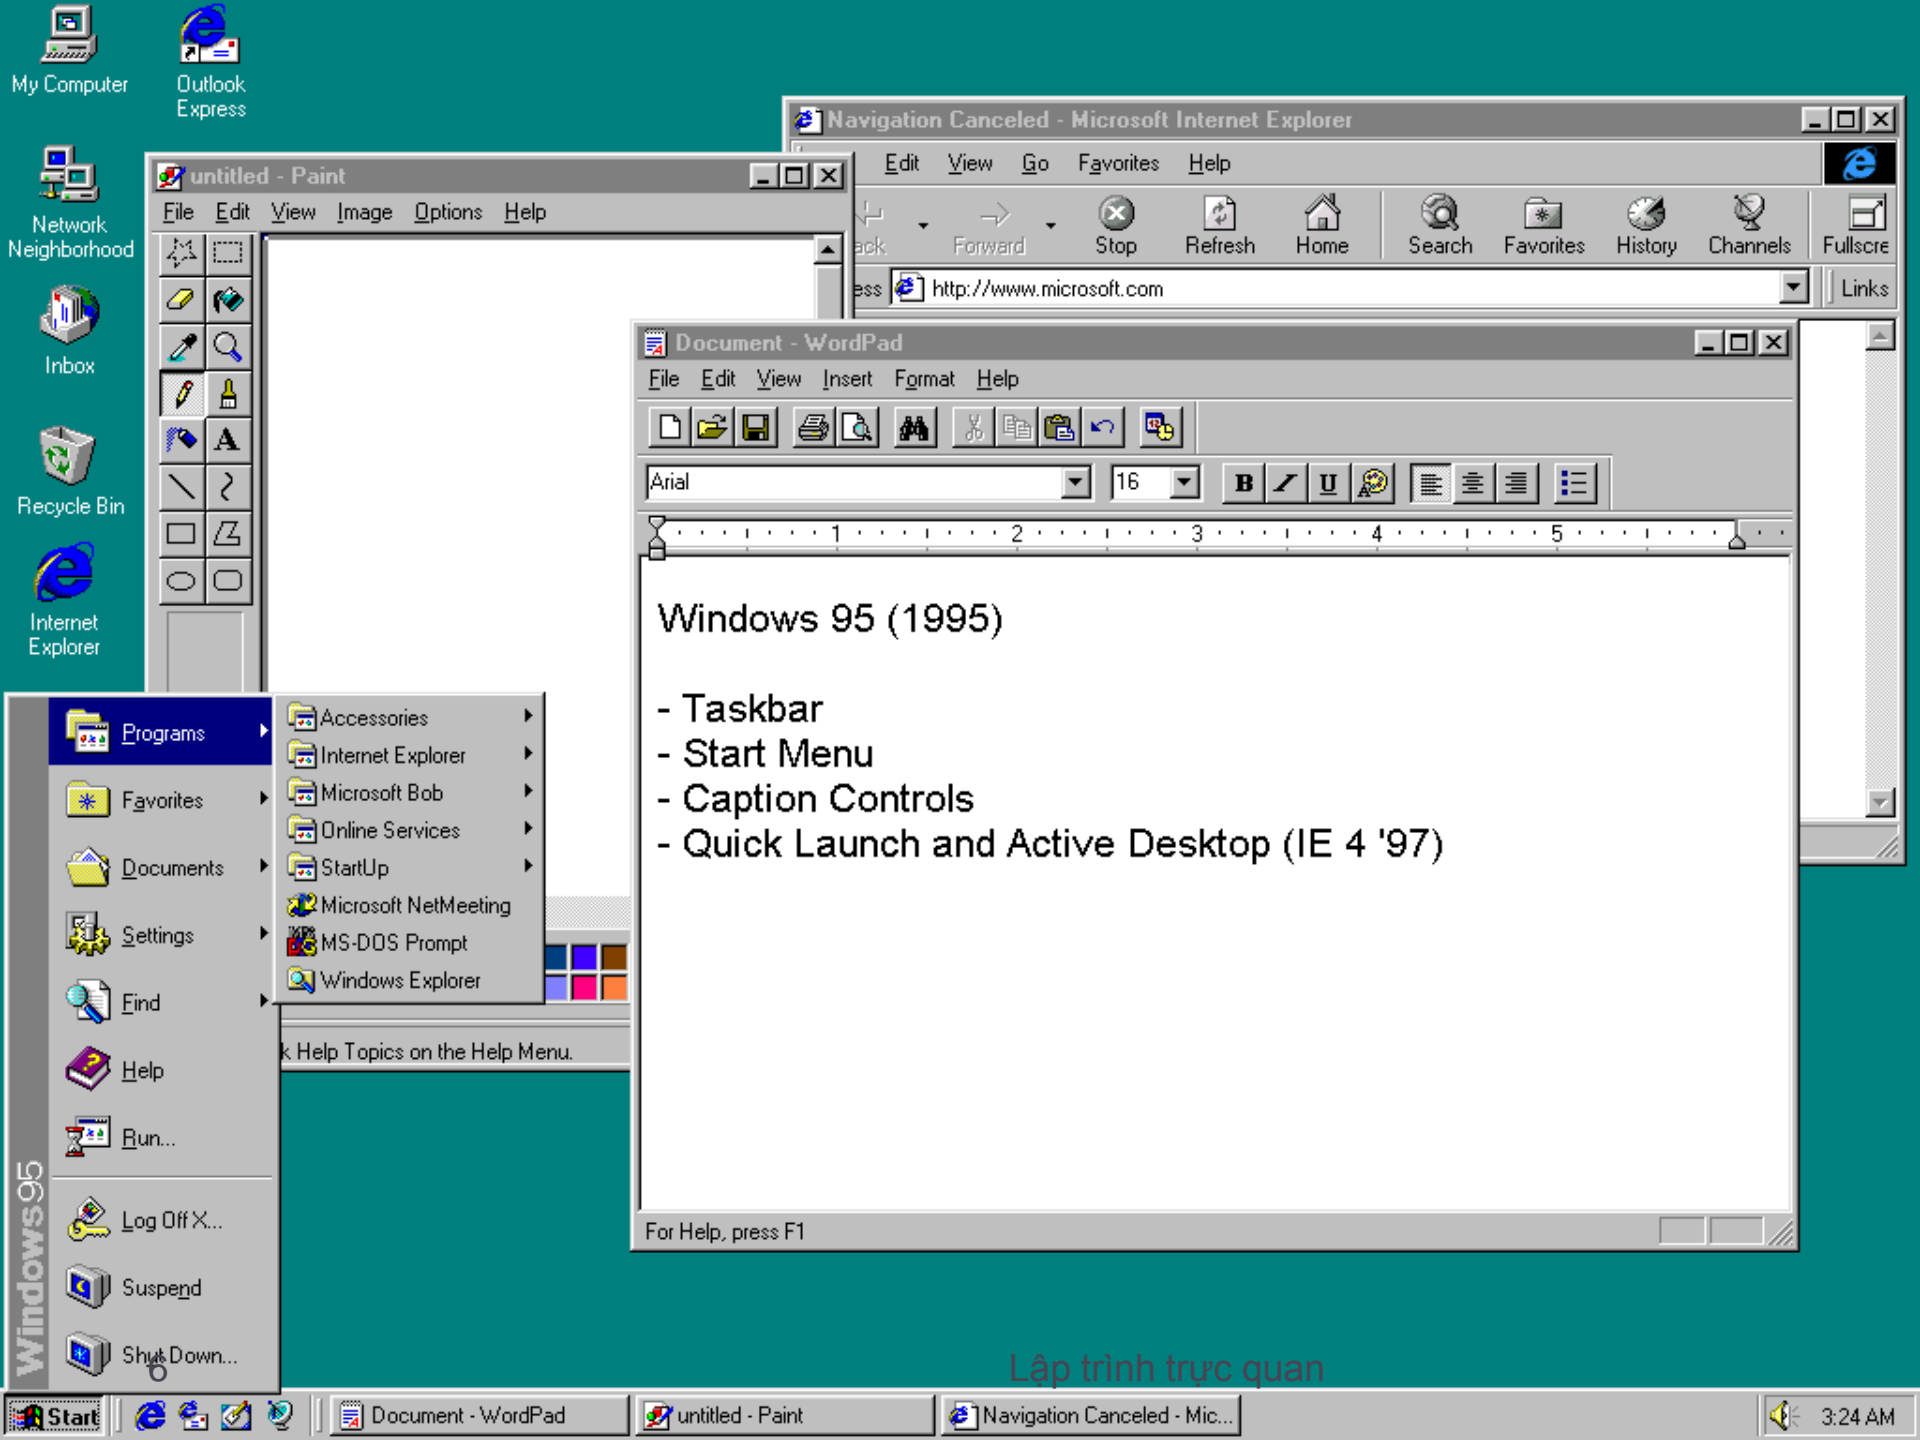 My Computer
Outlook
Express
Network
Neighborhood
Inbox
Recycle Bin
Internet
Explorer
Navigation Canceled - Microsoft Internet Explorer
Edit View Go Favorites Help
Forward Stop Refresh Home Search Favorites History Channels Fullscre
http://www.microsoft.com Links
untitled - Paint
File Edit View Image Options Help
Document - WordPad
File Edit View Insert Format Help
Arial 16 B I U
1 2 3 4 5
Windows 95 (1995)
- Taskbar
- Start Menu
- Caption Controls
- Quick Launch and Active Desktop (IE 4 '97)
For Help, press F1
Programs
Favorites
Documents
Settings
Find
Help
Run...
Log Off X...
Suspend
Shut Down...
Windows95
Accessories
Internet Explorer
Microsoft Bob
Online Services
StartUp
Microsoft NetMeeting
MS-DOS Prompt
Windows Explorer
k Help Topics on the Help Menu.
6
Lập trình trực quan
Start Document - WordPad untitled - Paint Navigation Canceled - Mic... 3:24 AM